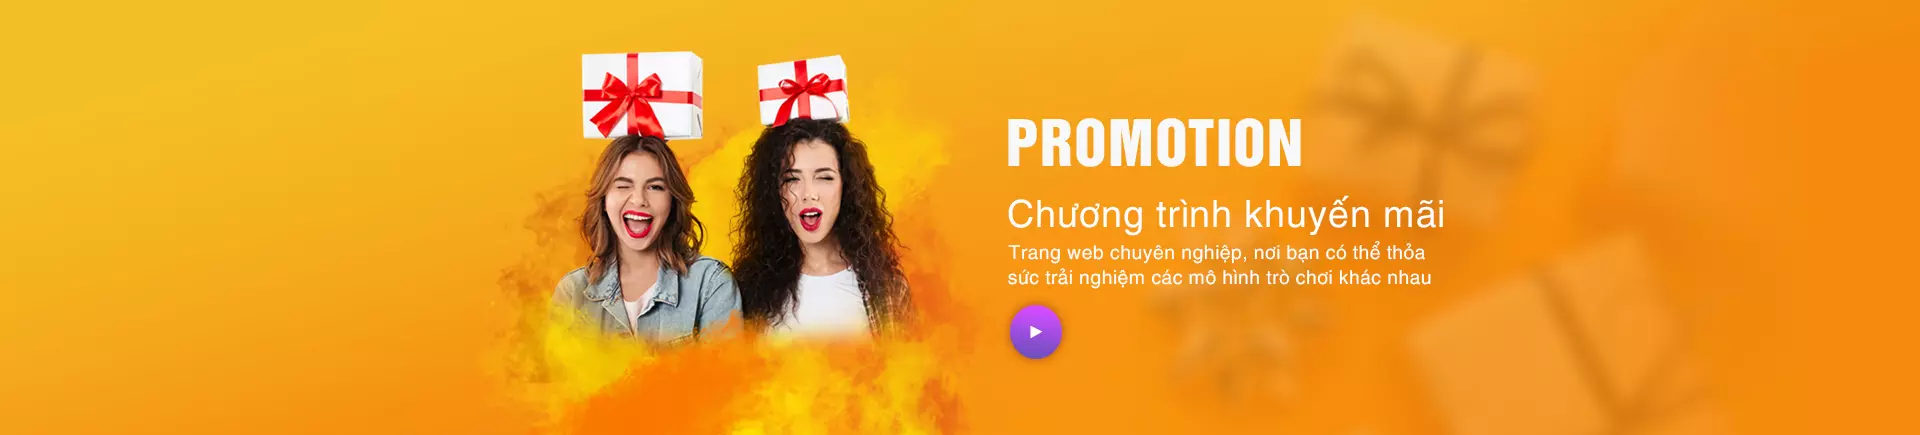 PROMOTION
Chương trình khuyến mãi
Trang web chuyên nghiệp, nơi bạn có thể thỏa
sức trải nghiệm các mô hình trò chơi khác nhau